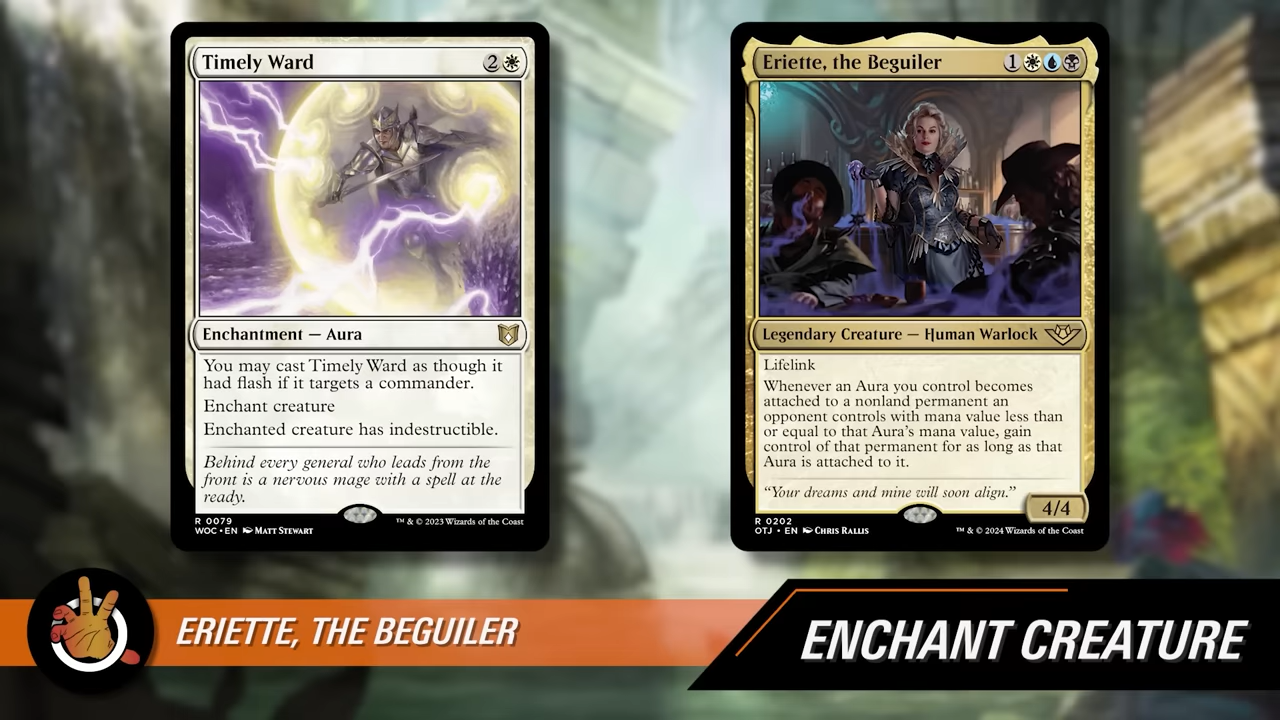 Timely Ward 2
Enchantment — Aura
You may cast Timely Ward as though it
had flash if it targets a commander.
Enchant creature
Enchanted creature has indestructible.
Behind every general who leads from the
front is a nervous mage with a spell at the
ready.
R 0079
WOC • EN Matt Stewart
™ & © 2023 Wizards of the Coast
Eriette, the Beguiler 1
Legendary Creature — Human Warlock
Lifelink
Whenever an Aura you control becomes
attached to a nonland permanent an
opponent controls with mana value less than
or equal to that Aura's mana value, gain
control of that permanent for as long as that
Aura is attached to it.
“Your dreams and mine will soon align.”
4/4
R 0202
OTJ • EN Chris Rallis
™ & © 2024 Wizards of the Coast
ERIETTE, THE BEGUILER
ENCHANT CREATURE